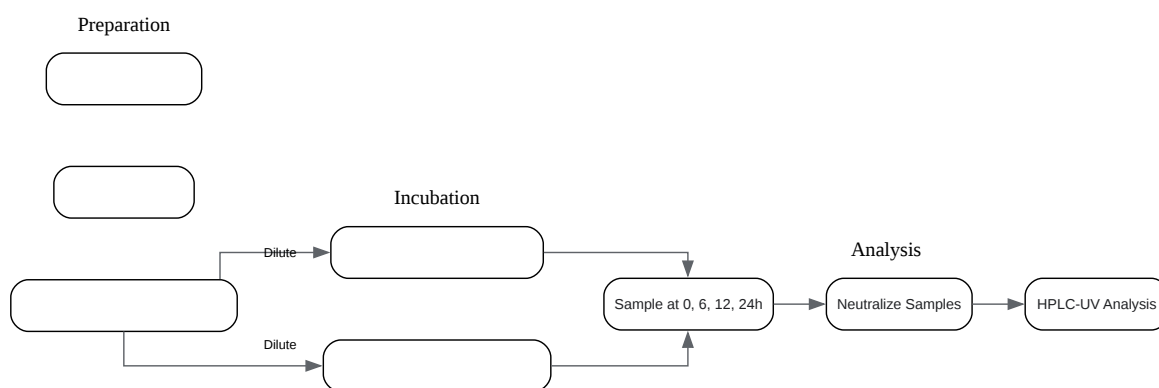 Preparation
Incubation
Dilute
Analysis
Sample at 0, 6, 12, 24h
Neutralize Samples
HPLC-UV Analysis
Dilute